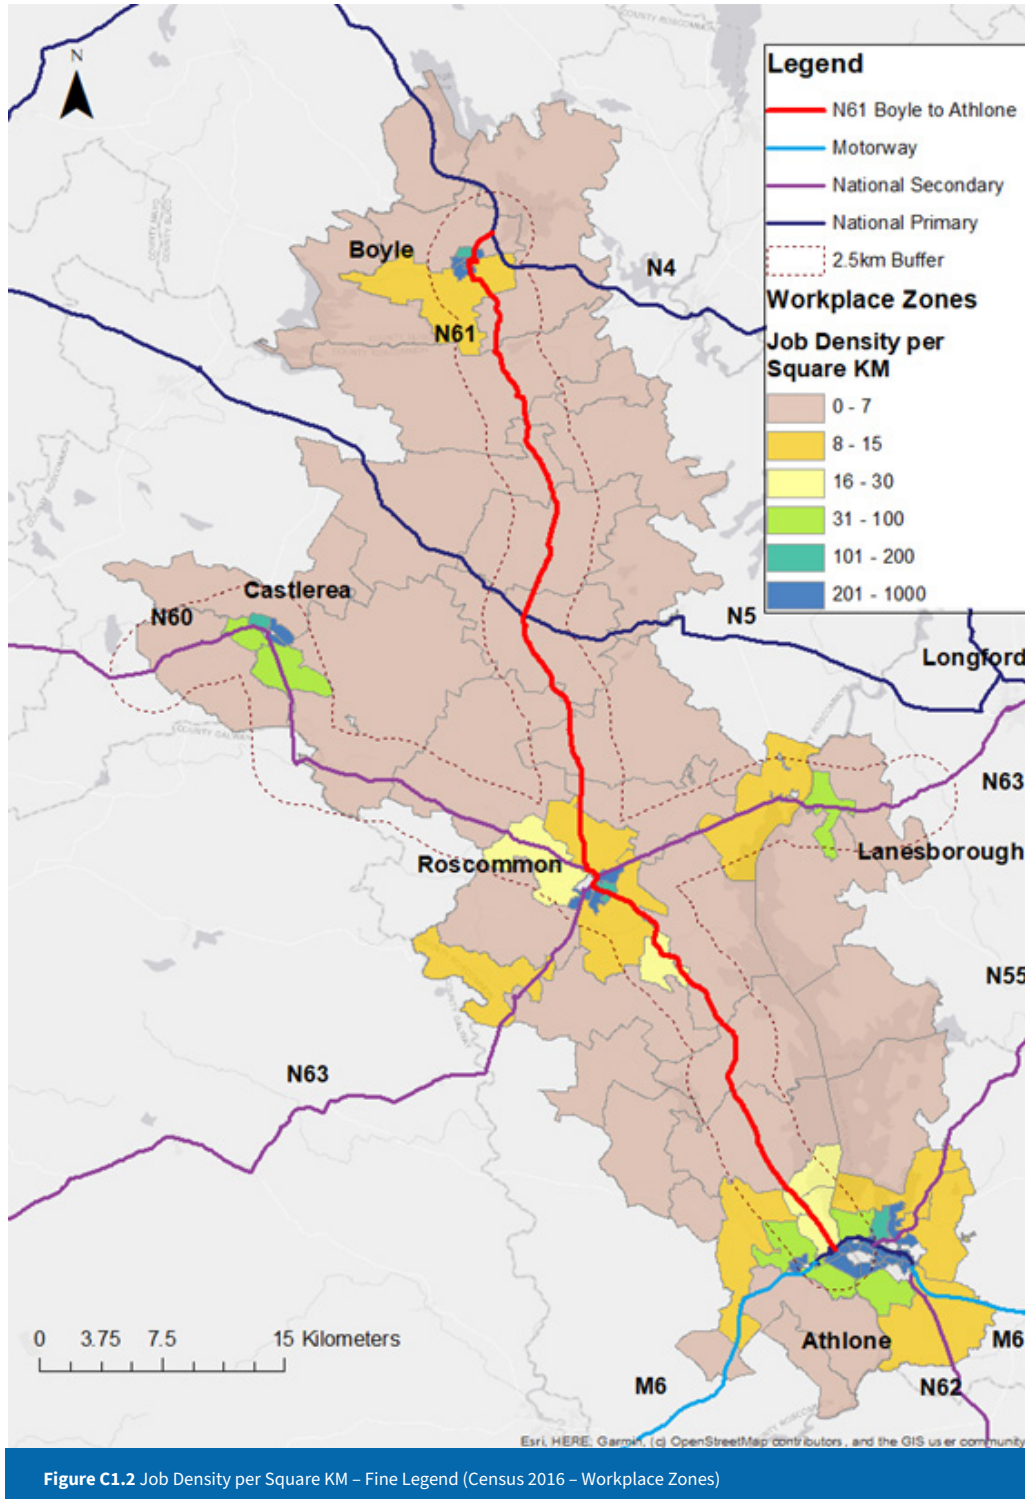 N
Legend
N61 Boyle to Athlone
Motorway
National Secondary
National Primary
2.5km Buffer
Workplace Zones
Job Density per
Square KM
0 - 7
8 - 15
16 - 30
31 - 100
101 - 200
201 - 1000
Boyle
N4
N61
Castlerea
N60
N5
Longford
N63
Roscommon
Lanesborough
N55
N63
0 3.75 7.5 15 Kilometers
Athlone
M6
M6
N62
Esri, HERE, Garmin, (c) OpenStreetMap contributors, and the GIS user community
Figure C1.2 Job Density per Square KM – Fine Legend (Census 2016 – Workplace Zones)